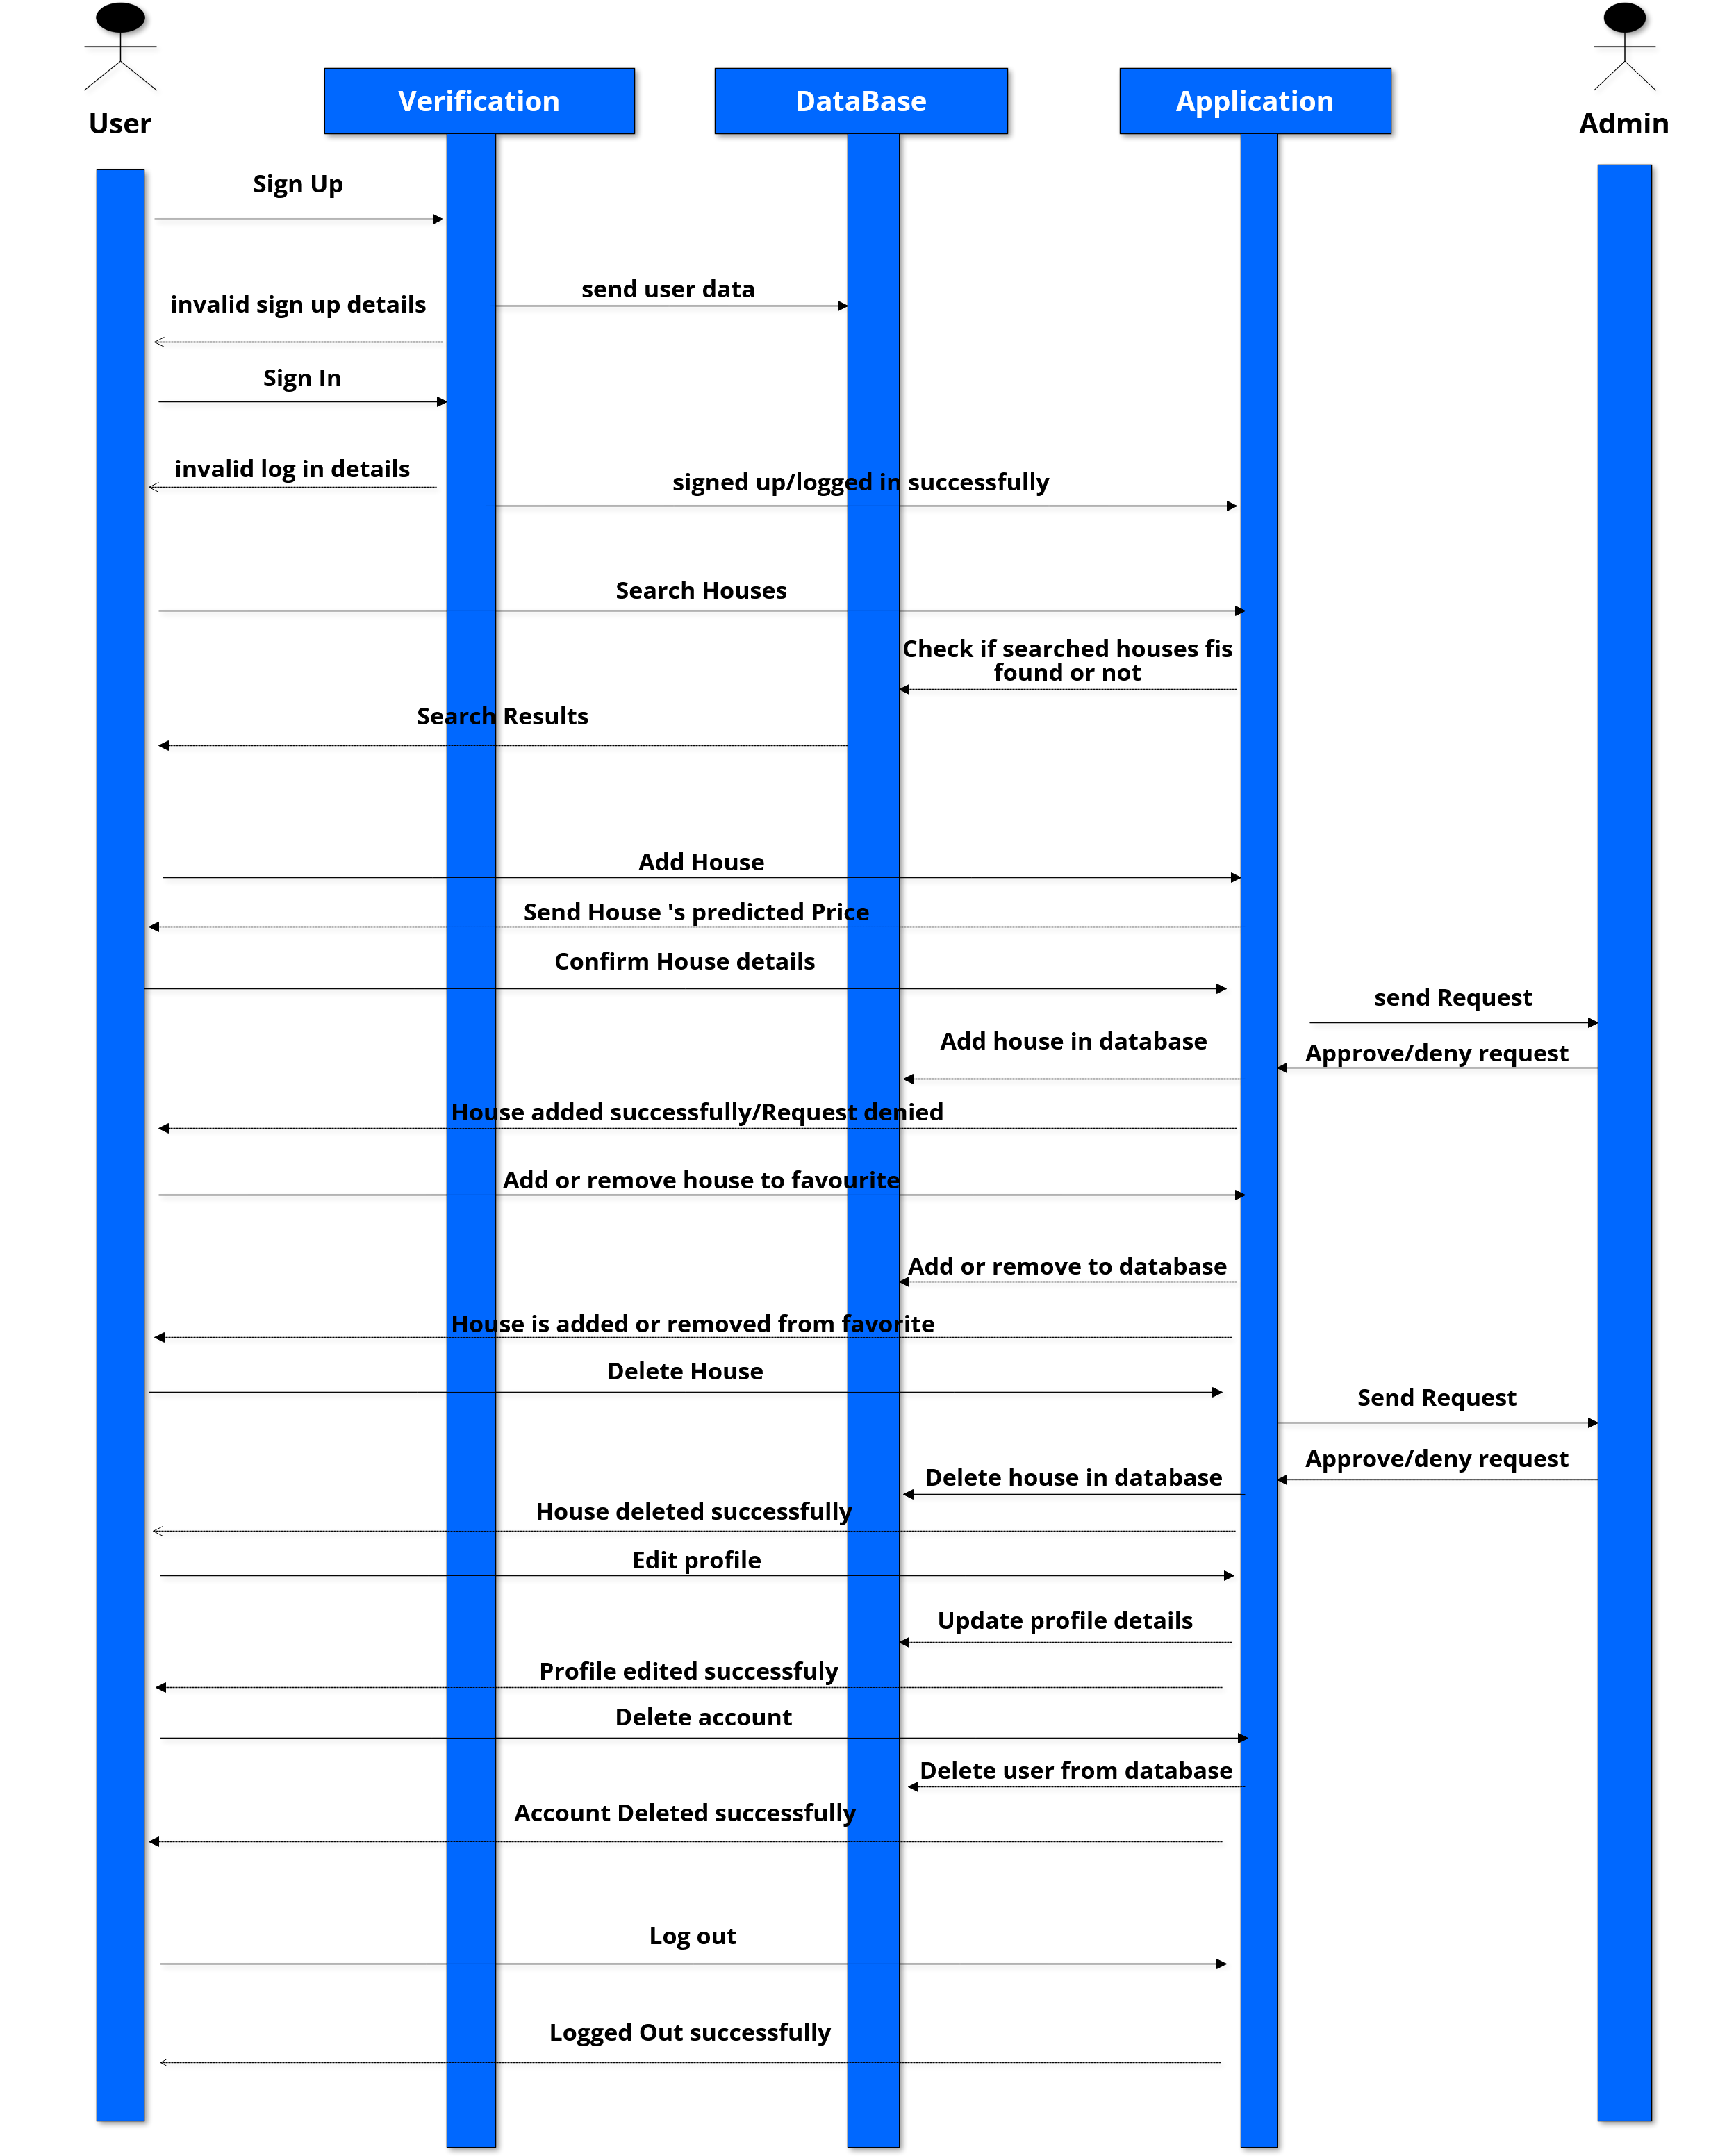 User
Verification
DataBase
Application
Admin
Sign Up
send user data
invalid sign up details
Sign In
invalid log in details
signed up/logged in successfully
Search Houses
Check if searched houses fis
found or not
Search Results
Add House
Send House 's predicted Price
Confirm House details
send Request
Add house in database
Approve/deny request
House added successfully/Request denied
Add or remove house to favourite
Add or remove to database
House is added or removed from favorite
Delete House
Send Request
Approve/deny request
Delete house in database
House deleted successfully
Edit profile
Update profile details
Profile edited successfuly
Delete account
Delete user from database
Account Deleted successfully
Log out
Logged Out successfully